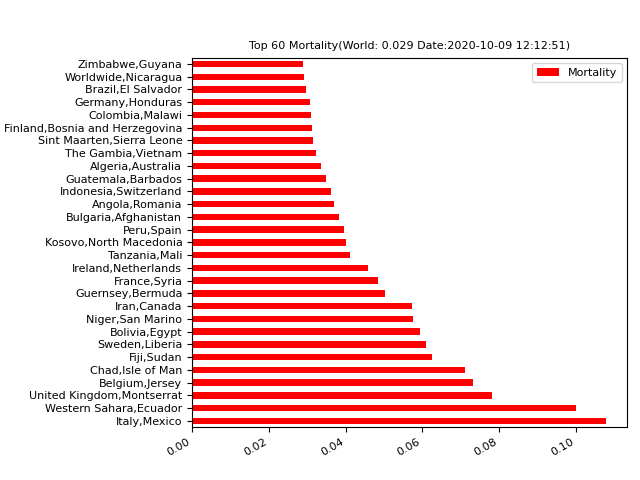 Top 60 Mortality(World: 0.029 Date:2020-10-09 12:12:51)
Mortality
Zimbabwe,Guyana
Worldwide,Nicaragua
Brazil,El Salvador
Germany,Honduras
Colombia,Malawi
Finland,Bosnia and Herzegovina
Sint Maarten,Sierra Leone
The Gambia,Vietnam
Algeria,Australia
Guatemala,Barbados
Indonesia,Switzerland
Angola,Romania
Bulgaria,Afghanistan
Peru,Spain
Kosovo,North Macedonia
Tanzania,Mali
Ireland,Netherlands
France,Syria
Guernsey,Bermuda
Iran,Canada
Niger,San Marino
Bolivia,Egypt
Sweden,Liberia
Fiji,Sudan
Chad,Isle of Man
Belgium,Jersey
United Kingdom,Montserrat
Western Sahara,Ecuador
Italy,Mexico
0.00 0.02 0.04 0.06 0.08 0.10